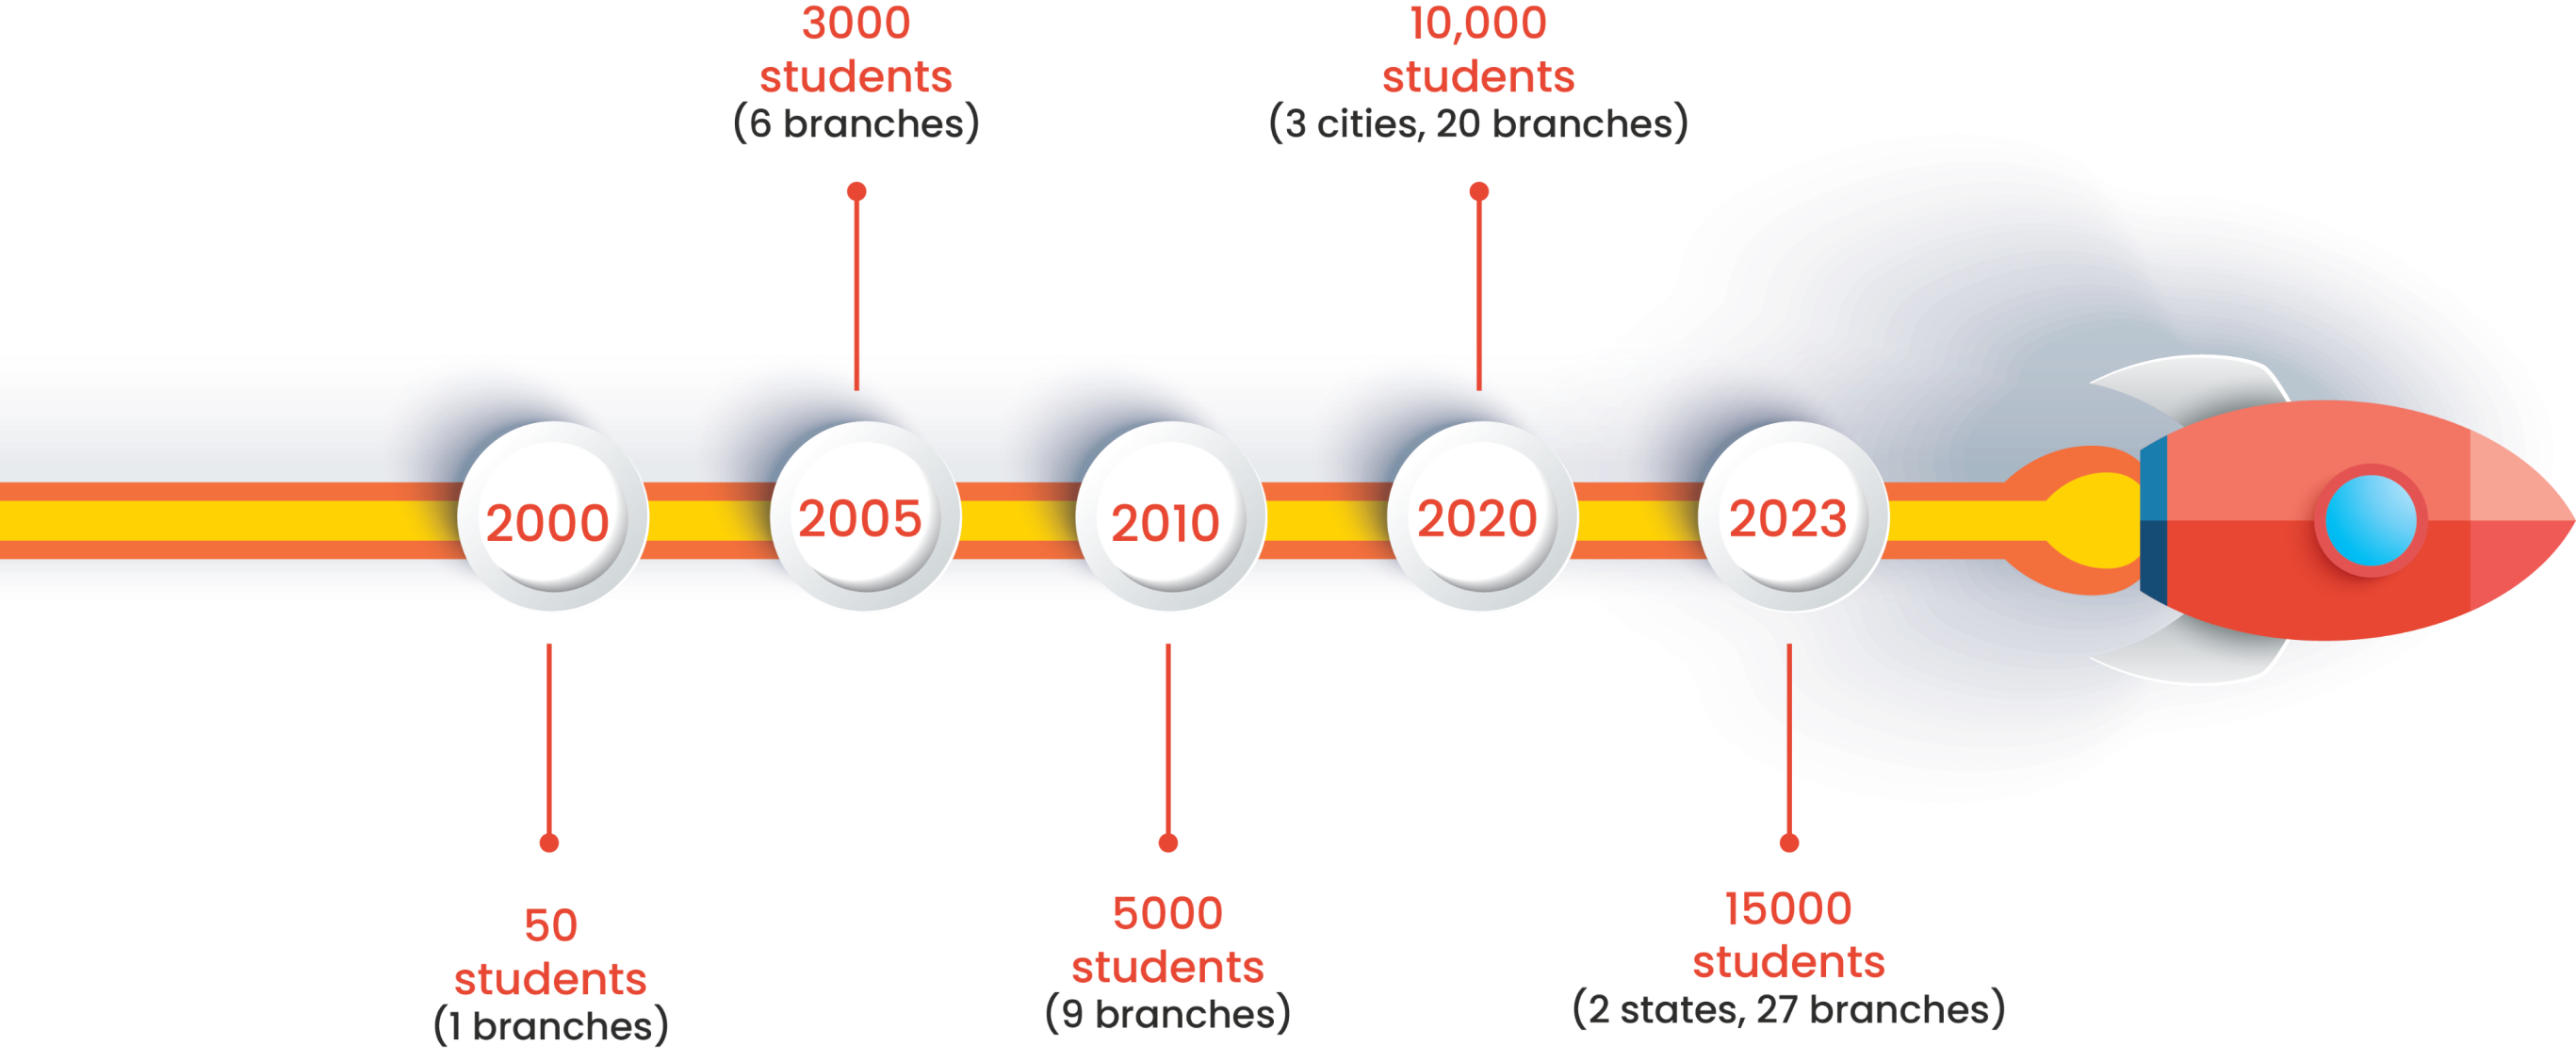 3000
students
(6 branches)
10,000
students
(3 cities, 20 branches)
2000
2005
2010
2020
2023
50
students
(1 branches)
5000
students
(9 branches)
15000
students
(2 states, 27 branches)